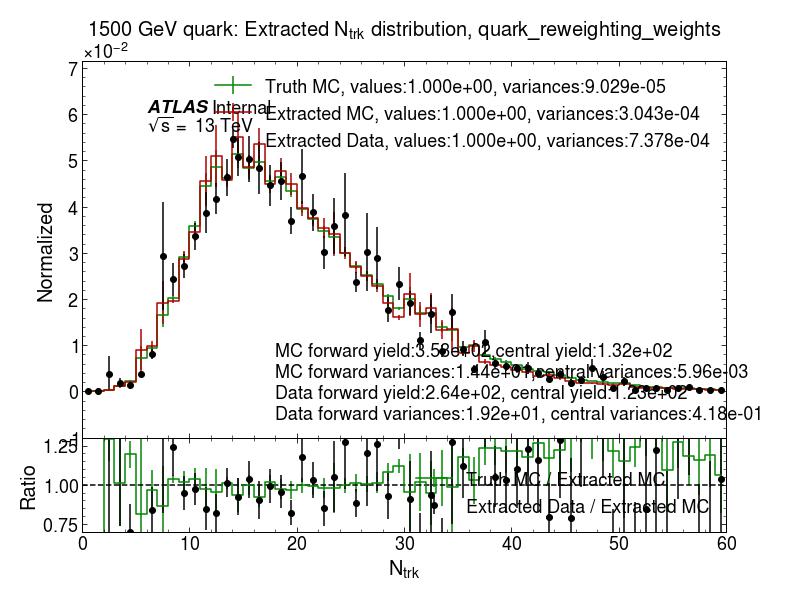 1500 GeV quark: Extracted N_trk distribution, quark_reweighting_weights
×10⁻²
Truth MC, values:1.000e+00, variances:9.029e-05
ATLAS Internal
Extracted MC, values:1.000e+00, variances:3.043e-04
√s = 13 TeV
Extracted Data, values:1.000e+00, variances:7.378e-04
7
6
5
4
3
2
1
0
Normalized
MC forward yield:3.58e+02, central yield:1.32e+02
MC forward variances:1.44e+01, central variances:5.96e-03
Data forward yield:2.64e+02, central yield:1.23e+02
Data forward variances:1.92e+01, central variances:4.18e-01
1.25
1.00
0.75
Ratio
Truth MC / Extracted MC
Extracted Data / Extracted MC
0 10 20 30 40 50 60
N_trk